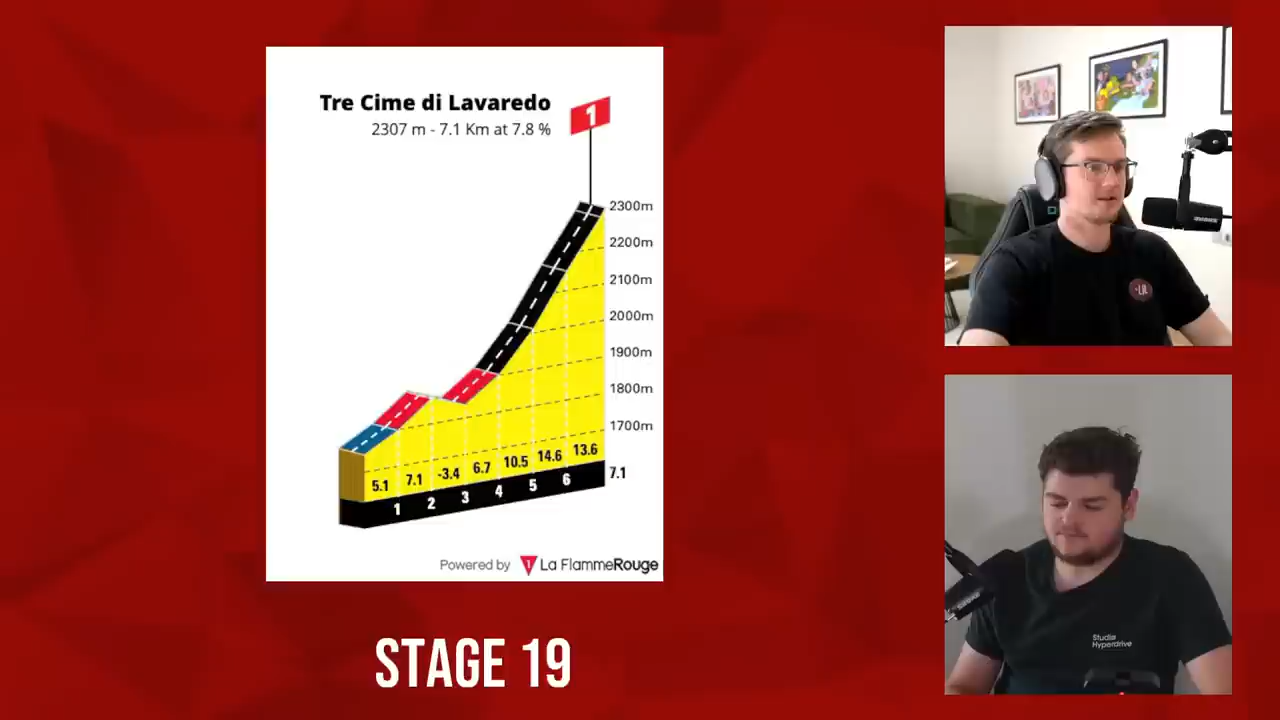 Tre Cime di Lavaredo
2307 m - 7.1 Km at 7.8 %
1
2300m
2200m
2100m
2000m
1900m
1800m
1700m
5.1 7.1 -3.4 6.7 10.5 14.6 13.6
7.1
1 2 3 4 5 6
Powered by 1 La FlammeRouge
STAGE 19
LR
Studio
Hyperdrive